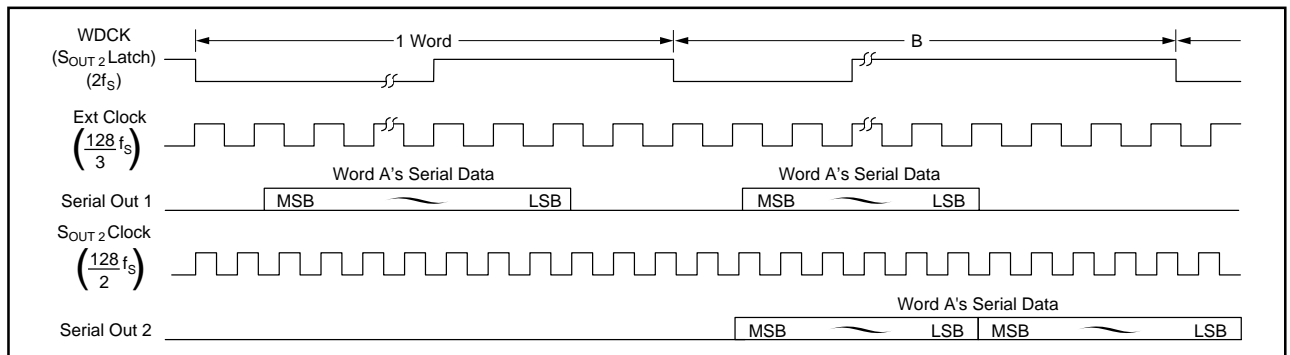 WDCK
(SOUT 2 Latch)
(2fS)
1 Word
B
Ext Clock
(128/3 fS)
Word A's Serial Data
Word A's Serial Data
Serial Out 1
MSB
LSB
MSB
LSB
SOUT 2 Clock
(128/2 fS)
Word A's Serial Data
Serial Out 2
MSB
LSB
MSB
LSB